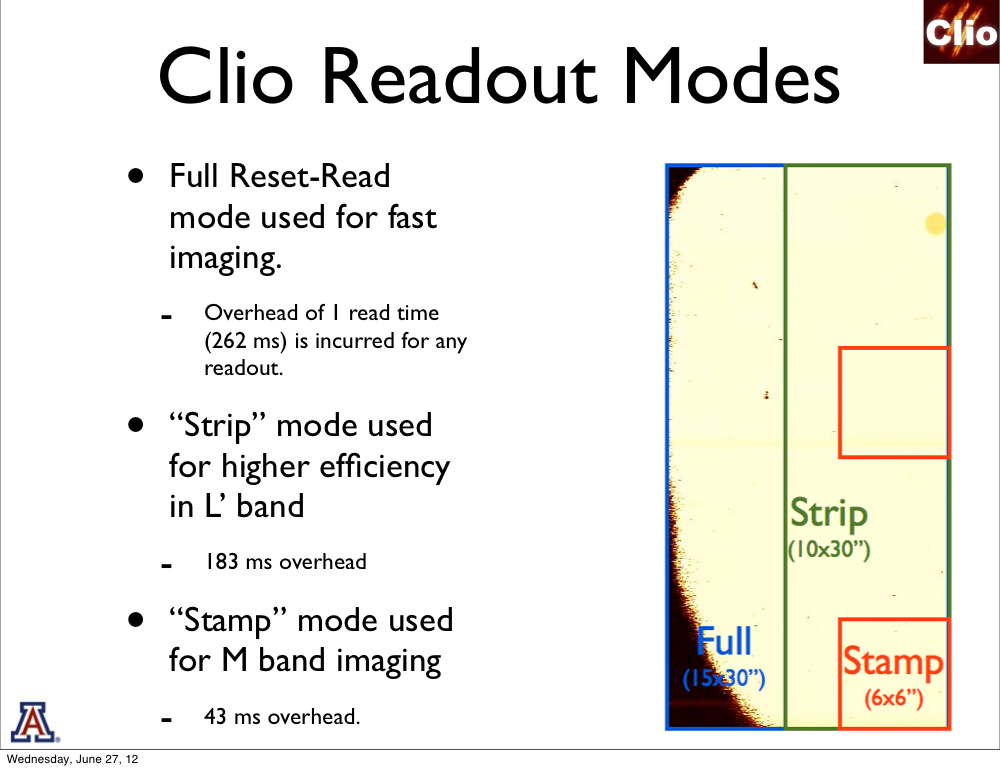 Clio
Clio Readout Modes
• Full Reset-Read
mode used for fast
imaging.
- Overhead of 1 read time
(262 ms) is incurred for any
readout.
• “Strip” mode used
for higher efficiency
in L’ band
- 183 ms overhead
• “Stamp” mode used
for M band imaging
- 43 ms overhead.
Strip
(10x30”)
Full
(15x30”)
Stamp
(6x6”)
A
Wednesday, June 27, 12